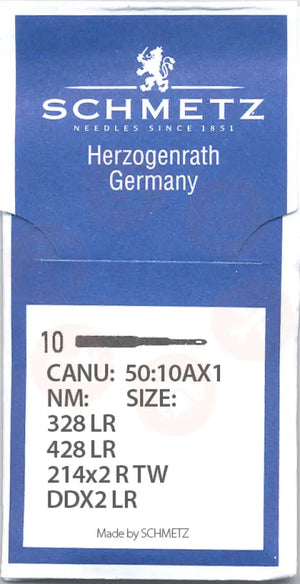 SCHMETZ
NEEDLES SINCE 1851
Herzogenrath
Germany
10
CANU: 50:10AX1
NM: SIZE:
328 LR
428 LR
214x2 R TW
DDX2 LR
Made by SCHMETZ